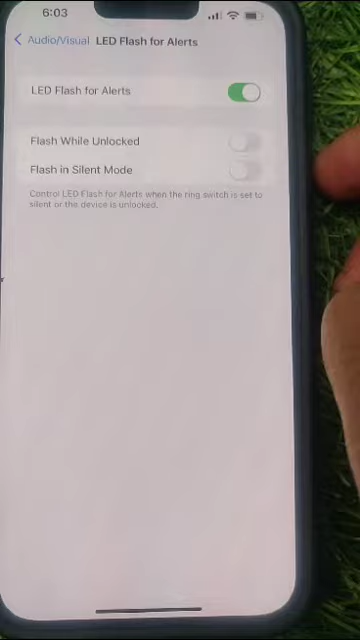 6:03
Audio/Visual LED Flash for Alerts
LED Flash for Alerts
Flash While Unlocked
Flash in Silent Mode
Control LED Flash for Alerts when the ring switch is set to
silent or the device is unlocked.